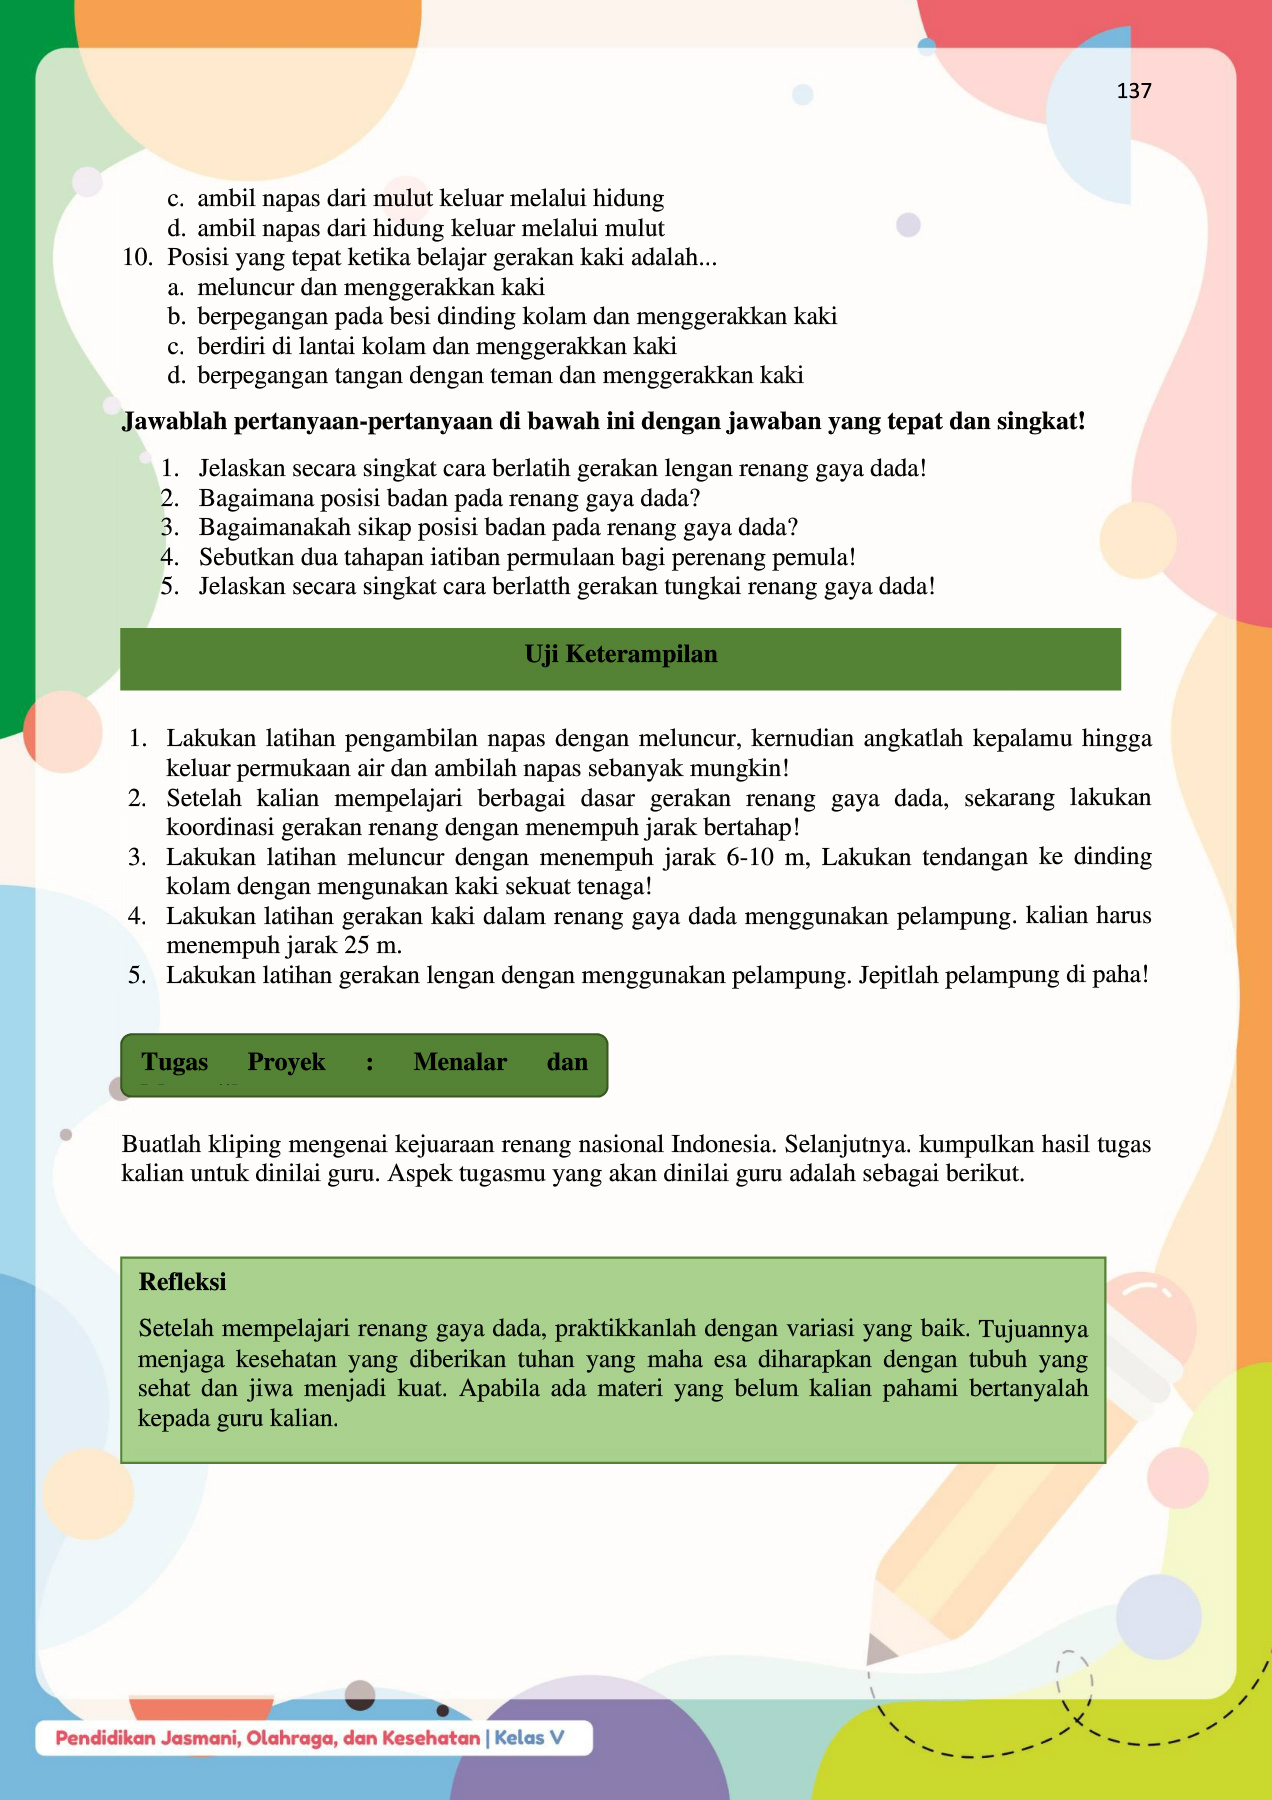 137
c. ambil napas dari mulut keluar melalui hidung
d. ambil napas dari hidung keluar melalui mulut
10. Posisi yang tepat ketika belajar gerakan kaki adalah...
a. meluncur dan menggerakkan kaki
b. berpegangan pada besi dinding kolam dan menggerakkan kaki
c. berdiri di lantai kolam dan menggerakkan kaki
d. berpegangan tangan dengan teman dan menggerakkan kaki
Jawablah pertanyaan-pertanyaan di bawah ini dengan jawaban yang tepat dan singkat!
1. Jelaskan secara singkat cara berlatih gerakan lengan renang gaya dada!
2. Bagaimana posisi badan pada renang gaya dada?
3. Bagaimanakah sikap posisi badan pada renang gaya dada?
4. Sebutkan dua tahapan iatiban permulaan bagi perenang pemula!
5. Jelaskan secara singkat cara berlatth gerakan tungkai renang gaya dada!
Uji Keterampilan
1. Lakukan latihan pengambilan napas dengan meluncur, kernudian angkatlah kepalamu hingga
keluar permukaan air dan ambilah napas sebanyak mungkin!
2. Setelah kalian mempelajari berbagai dasar gerakan renang gaya dada, sekarang lakukan
koordinasi gerakan renang dengan menempuh jarak bertahap!
3. Lakukan latihan meluncur dengan menempuh jarak 6-10 m, Lakukan tendangan ke dinding
kolam dengan mengunakan kaki sekuat tenaga!
4. Lakukan latihan gerakan kaki dalam renang gaya dada menggunakan pelampung. kalian harus
menempuh jarak 25 m.
5. Lakukan latihan gerakan lengan dengan menggunakan pelampung. Jepitlah pelampung di paha!
Tugas Proyek : Menalar dan
Buatlah kliping mengenai kejuaraan renang nasional Indonesia. Selanjutnya. kumpulkan hasil tugas
kalian untuk dinilai guru. Aspek tugasmu yang akan dinilai guru adalah sebagai berikut.
Refleksi
Setelah mempelajari renang gaya dada, praktikkanlah dengan variasi yang baik. Tujuannya
menjaga kesehatan yang diberikan tuhan yang maha esa diharapkan dengan tubuh yang
sehat dan jiwa menjadi kuat. Apabila ada materi yang belum kalian pahami bertanyalah
kepada guru kalian.
Pendidikan Jasmani, Olahraga, dan Kesehatan | Kelas V